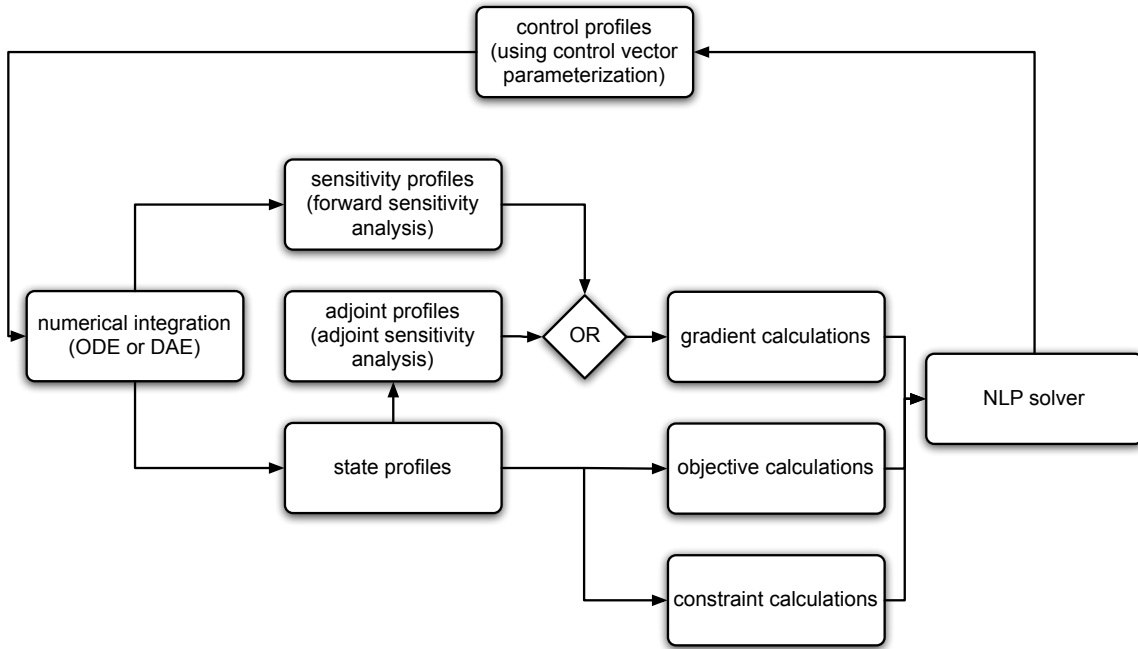 control profiles
(using control vector
parameterization)
sensitivity profiles
(forward sensitivity
analysis)
numerical integration
(ODE or DAE)
adjoint profiles
(adjoint sensitivity
analysis)
OR
gradient calculations
NLP solver
state profiles
objective calculations
constraint calculations